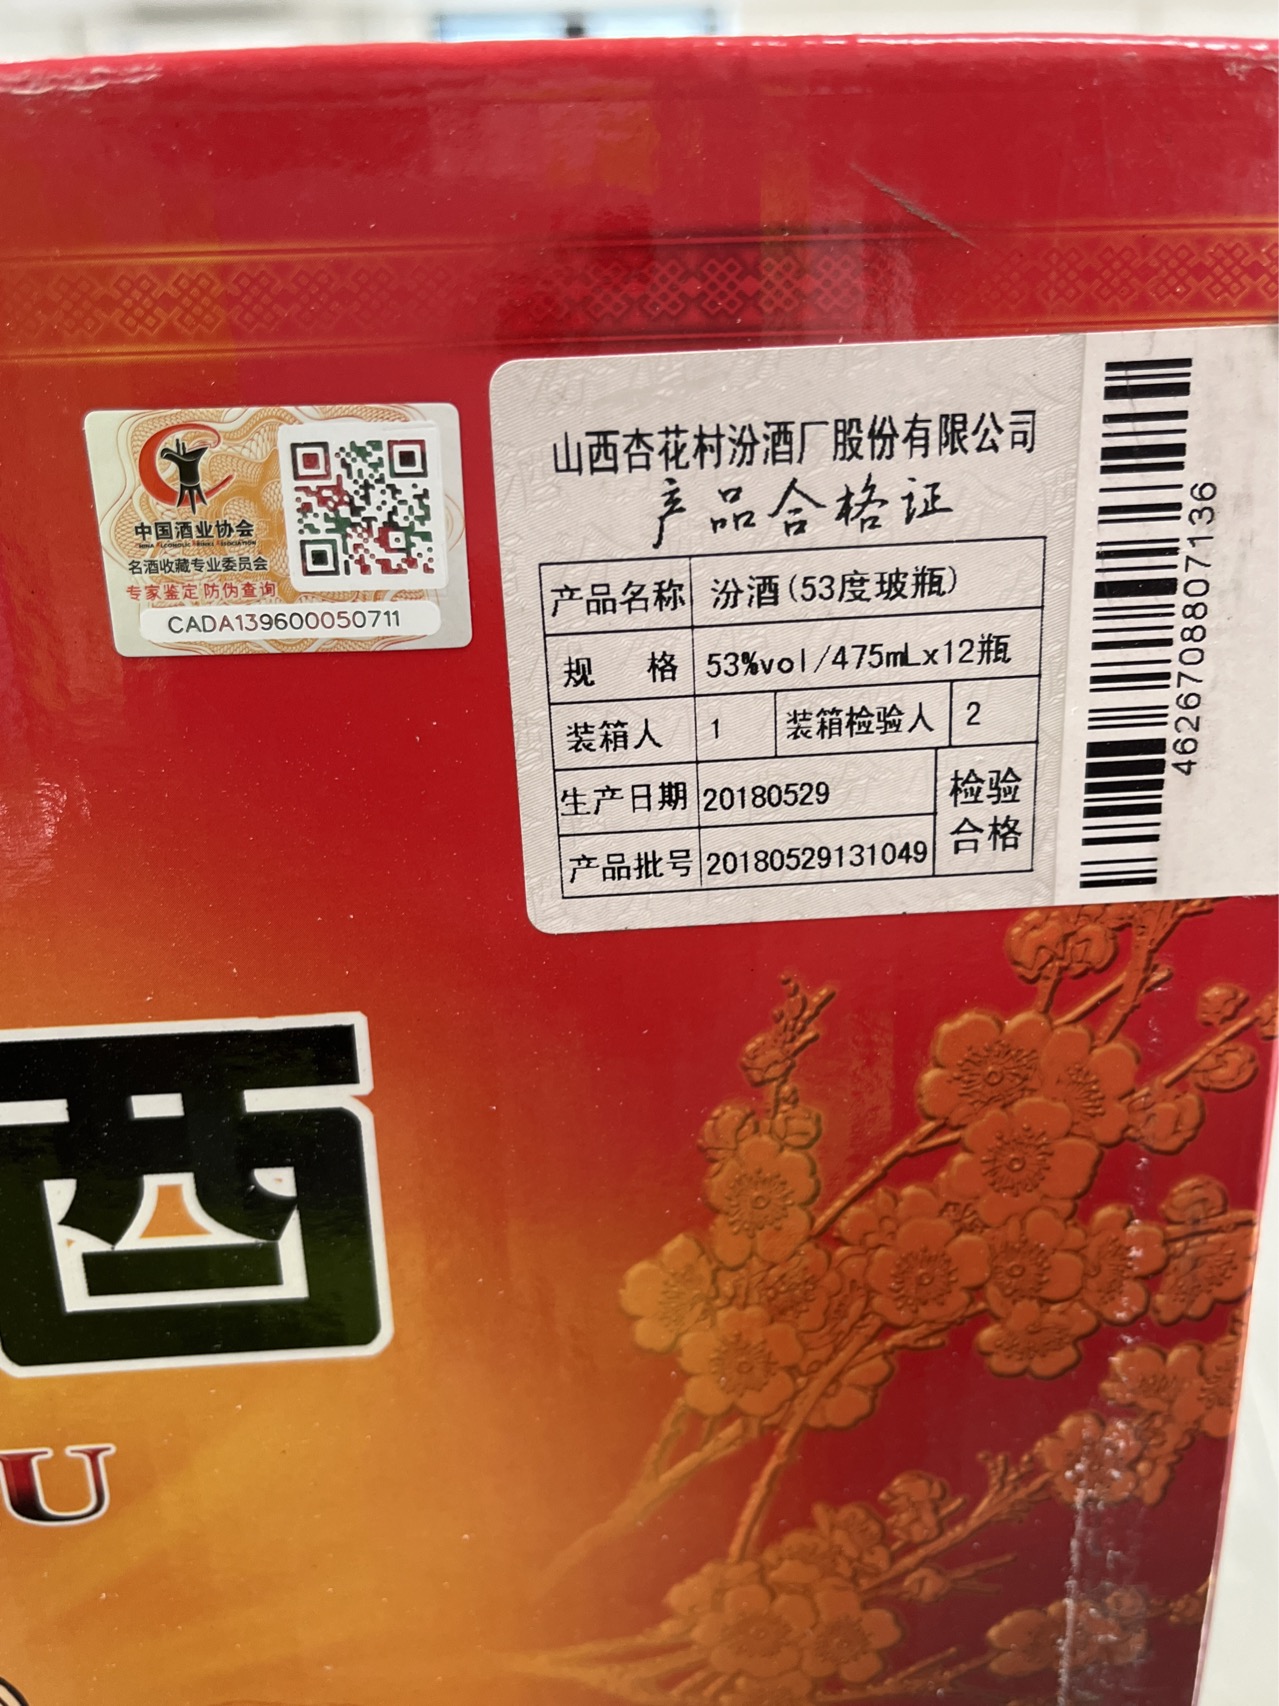 中国酒业协会
CHINA ALCOHOLIC DRINKS ASSOCIATION
名酒收藏专业委员会
专家鉴定 防伪查询
CADA139600050711
山西杏花村汾酒厂股份有限公司
产品合格证
产品名称 汾酒(53度玻瓶)
规 格 53%vol/475mLx12瓶
装箱人 1 装箱检验人 2
生产日期 20180529 检验
产品批号 20180529131049 合格
4626708807136
U